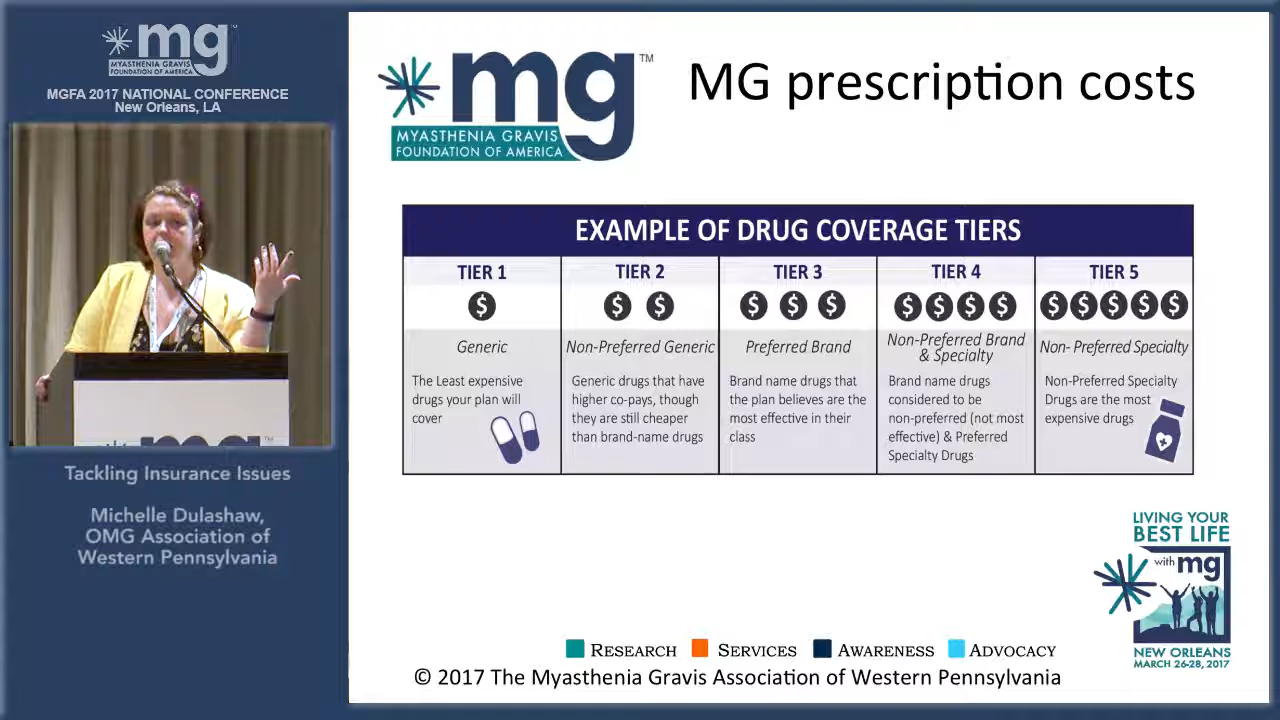 mg
MYASTHENIA GRAVIS
FOUNDATION OF AMERICA
MGFA 2017 NATIONAL CONFERENCE
New Orleans, LA
mg
Tackling Insurance Issues
Michelle Dulashaw,
OMG Association of
Western Pennsylvania
mg™
MYASTHENIA GRAVIS
FOUNDATION OF AMERICA
MG prescription costs
EXAMPLE OF DRUG COVERAGE TIERS
TIER 1
$
Generic
The Least expensive
drugs your plan will
cover
TIER 2
$ $
Non-Preferred Generic
Generic drugs that have
higher co-pays, though
they are still cheaper
than brand-name drugs
TIER 3
$ $ $
Preferred Brand
Brand name drugs that
the plan believes are the
most effective in their
class
TIER 4
$ $ $ $
Non-Preferred Brand
& Specialty
Brand name drugs
considered to be
non-preferred (not most
effective) & Preferred
Specialty Drugs
TIER 5
$ $ $ $ $
Non- Preferred Specialty
Non-Preferred Specialty
Drugs are the most
expensive drugs
LIVING YOUR
BEST LIFE
with mg
NEW ORLEANS
MARCH 26-28, 2017
RESEARCH SERVICES AWARENESS ADVOCACY
© 2017 The Myasthenia Gravis Association of Western Pennsylvania